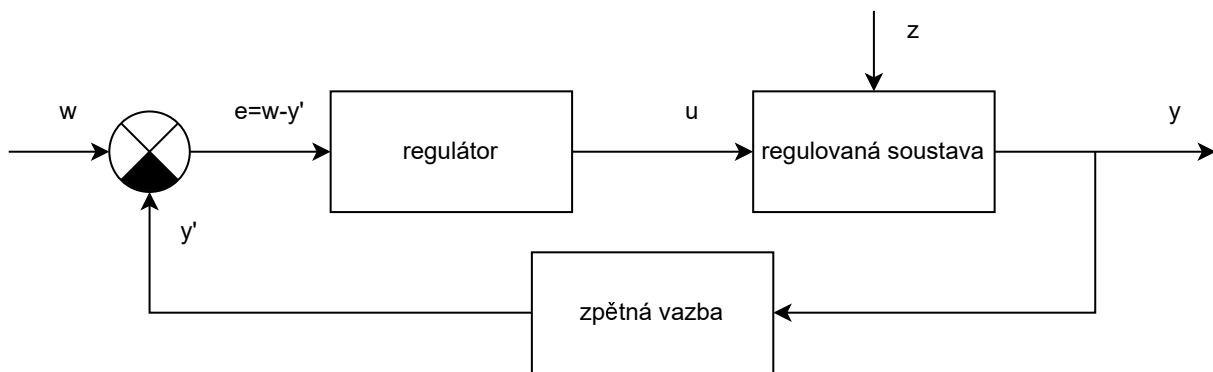 z
w
e=w-y'
u
y
regulátor
regulovaná soustava
y'
zpětná vazba